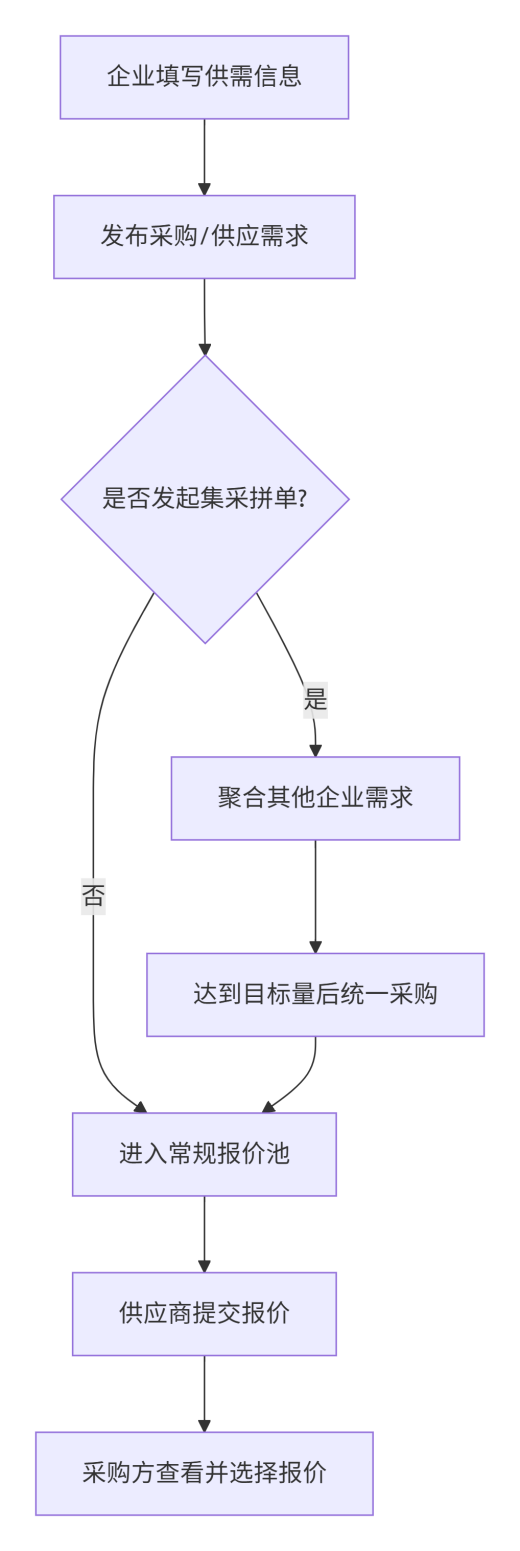 企业填写供需信息
发布采购/供应需求
是否发起集采拼单?
是
聚合其他企业需求
否
达到目标量后统一采购
进入常规报价池
供应商提交报价
采购方查看并选择报价